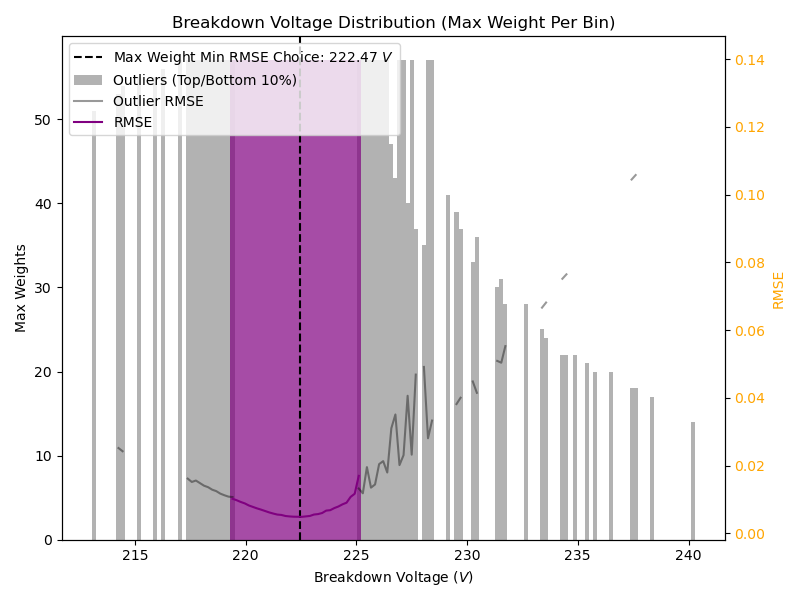 Breakdown Voltage Distribution (Max Weight Per Bin)
Max Weight Min RMSE Choice: 222.47 V
Outliers (Top/Bottom 10%)
Outlier RMSE
RMSE
Max Weights
0
10
20
30
40
50
215
220
225
230
235
240
Breakdown Voltage (V)
0.00
0.02
0.04
0.06
0.08
0.10
0.12
0.14
RMSE